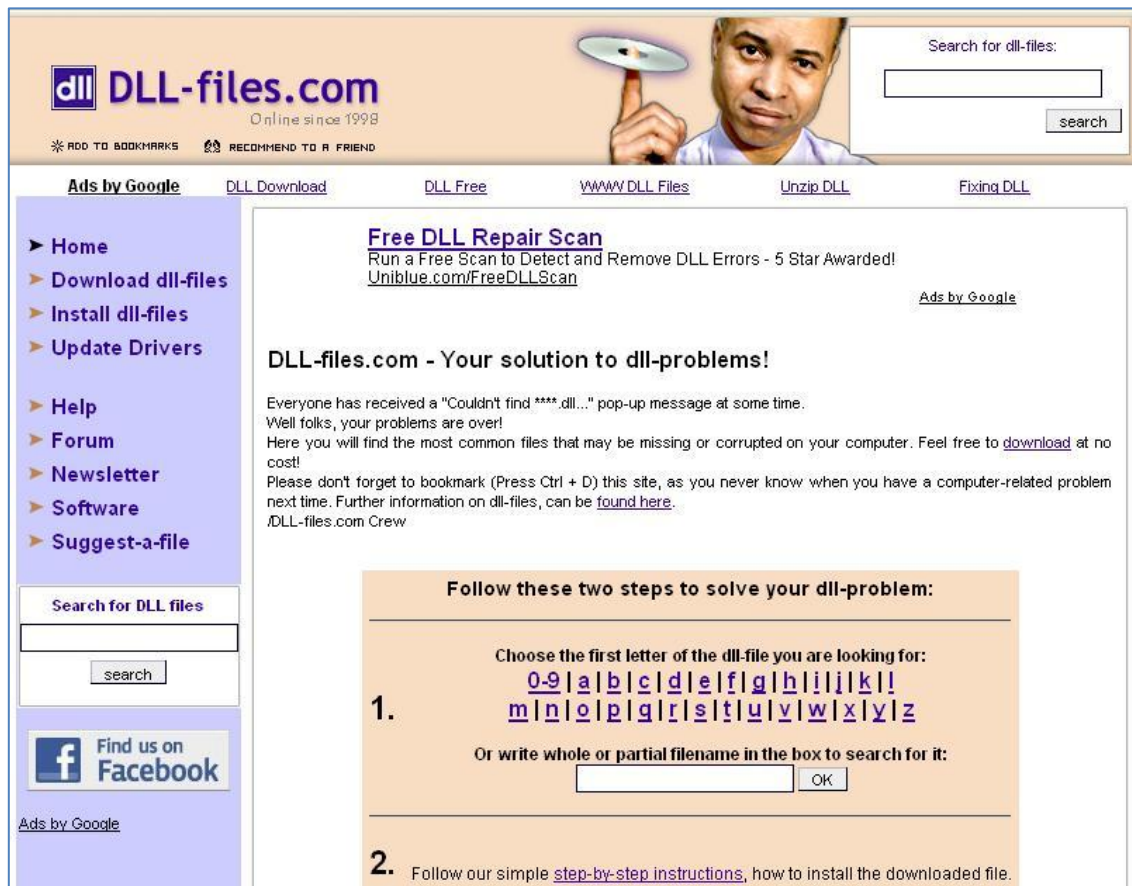 dll DLL-files.com
Online since 1998
ADD TO BOOKMARKS RECOMMEND TO A FRIEND
Search for dll-files:
search
Ads by Google DLL Download DLL Free WWW DLL Files Unzip DLL Fixing DLL
Home
Download dll-files
Install dll-files
Update Drivers
Help
Forum
Newsletter
Software
Suggest-a-file
Search for DLL files
search
Find us on
Facebook
Ads by Google
Free DLL Repair Scan
Run a Free Scan to Detect and Remove DLL Errors - 5 Star Awarded!
Uniblue.com/FreeDLLScan
Ads by Google
DLL-files.com - Your solution to dll-problems!
Everyone has received a "Couldn't find ****.dll..." pop-up message at some time.
Well folks, your problems are over!
Here you will find the most common files that may be missing or corrupted on your computer. Feel free to download at no
cost!
Please don't forget to bookmark (Press Ctrl + D) this site, as you never know when you have a computer-related problem
next time. Further information on dll-files, can be found here.
/DLL-files.com Crew
Follow these two steps to solve your dll-problem:
1.
Choose the first letter of the dll-file you are looking for:
0-9 | a | b | c | d | e | f | g | h | i | j | k | l
m | n | o | p | q | r | s | t | u | v | w | x | y | z
Or write whole or partial filename in the box to search for it:
OK
2. Follow our simple step-by-step instructions, how to install the downloaded file.